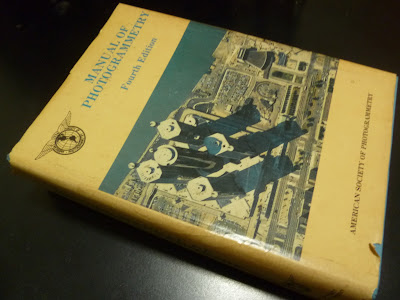 MANUAL OF
PHOTOGRAMMETRY
Fourth Edition
AMERICAN SOCIETY OF PHOTOGRAMMETRY